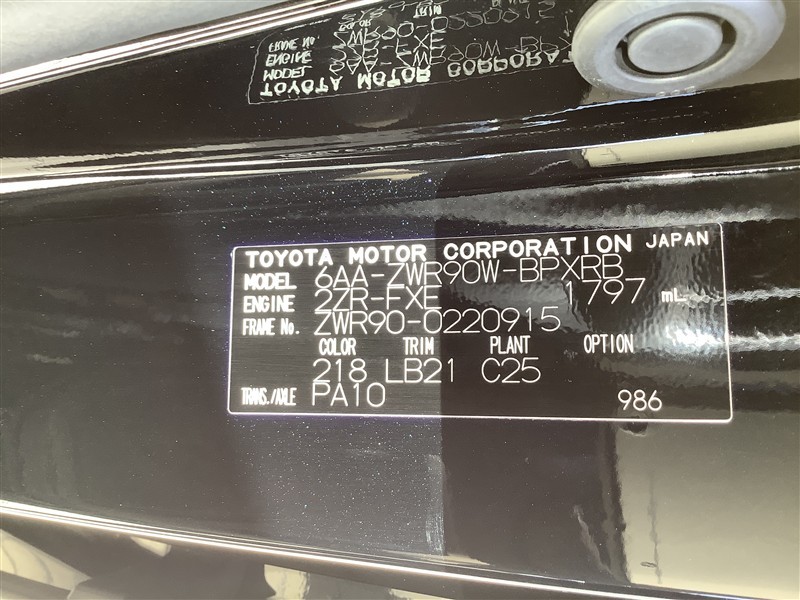 TOYOTA MOTOR CORPORATION JAPAN
MODEL 6AA-ZWR90W-BPXRB
ENGINE 2ZR-FXE 1797 mL
FRAME No. ZWR90-0220915
COLOR TRIM PLANT OPTION
218 LB21 C25
TRANS./AXLE PA10 986